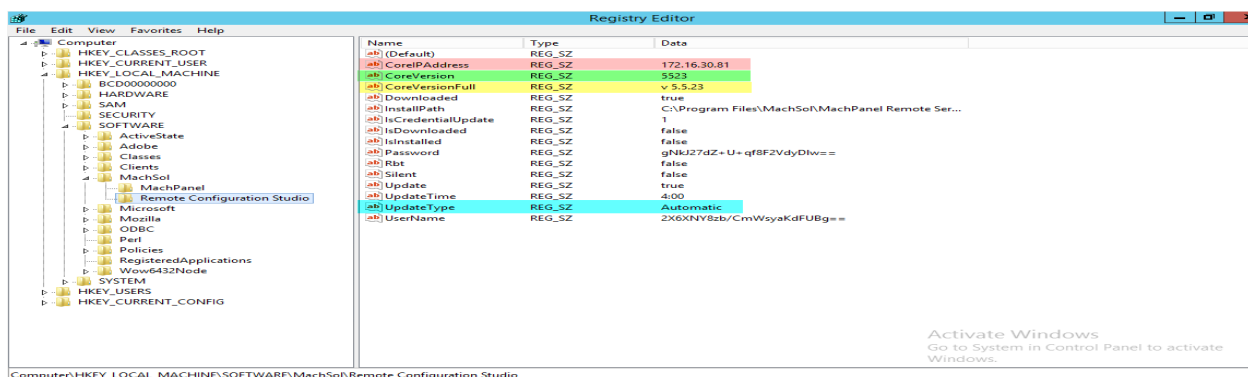 Registry Editor
File Edit View Favorites Help
Computer
HKEY_CLASSES_ROOT
HKEY_CURRENT_USER
HKEY_LOCAL_MACHINE
BCD00000000
HARDWARE
SAM
SECURITY
SOFTWARE
ActiveState
Adobe
Classes
Clients
MachSol
MachPanel
Remote Configuration Studio
Microsoft
Mozilla
ODBC
Perl
Policies
RegisteredApplications
Wow6432Node
SYSTEM
HKEY_USERS
HKEY_CURRENT_CONFIG
Name Type Data
(Default) REG_SZ
CoreIPAddress REG_SZ 172.16.30.81
CoreVersion REG_SZ 5523
CoreVersionFull REG_SZ v 5.5.23
Downloaded REG_SZ true
InstallPath REG_SZ C:\Program Files\MachSol\MachPanel Remote Ser...
IsCredentialUpdate REG_SZ 1
IsDownloaded REG_SZ false
IsInstalled REG_SZ false
Password REG_SZ gNkJ27dZ+U+qf8F2VdyDIw==
Rbt REG_SZ false
Silent REG_SZ false
Update REG_SZ true
UpdateTime REG_SZ 4:00
UpdateType REG_SZ Automatic
UserName REG_SZ 2X6XNY8zb/CmWsyaKdFUBg==
Activate Windows
Go to System in Control Panel to activate
Windows.
Computer\HKEY_LOCAL_MACHINE\SOFTWARE\MachSol\Remote Configuration Studio